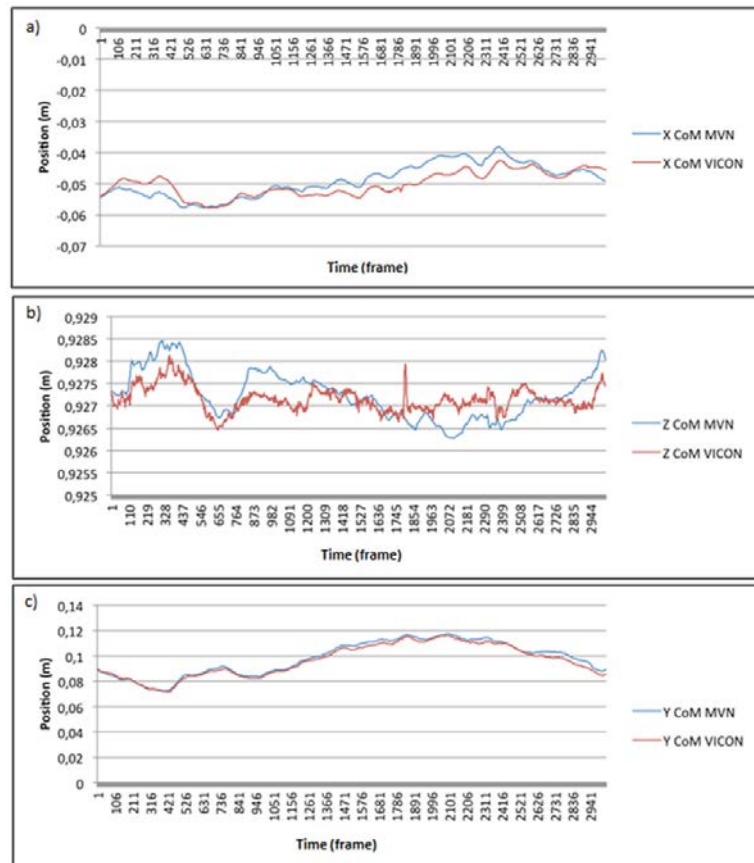 a)
0
-0,01
-0,02
-0,03
-0,04
-0,05
-0,06
-0,07
Position (m)
1 106 211 316 421 526 631 736 841 946 1051 1156 1261 1366 1471 1576 1681 1786 1891 1996 2101 2206 2311 2416 2521 2626 2731 2836 2941
Time (frame)
X CoM MVN
X CoM VICON
b)
0,929
0,9285
0,928
0,9275
0,927
0,9265
0,926
0,9255
0,925
Position (m)
1 110 219 328 437 546 655 764 873 982 1091 1200 1309 1418 1527 1636 1745 1854 1963 2072 2181 2290 2399 2508 2617 2726 2835 2944
Time (frame)
Z CoM MVN
Z CoM VICON
c)
0,14
0,12
0,1
0,08
0,06
0,04
0,02
0
Position (m)
1 106 211 316 421 526 631 736 841 946 1051 1156 1261 1366 1471 1576 1681 1786 1891 1996 2101 2206 2311 2416 2521 2626 2731 2836 2941
Time (frame)
Y CoM MVN
Y CoM VICON